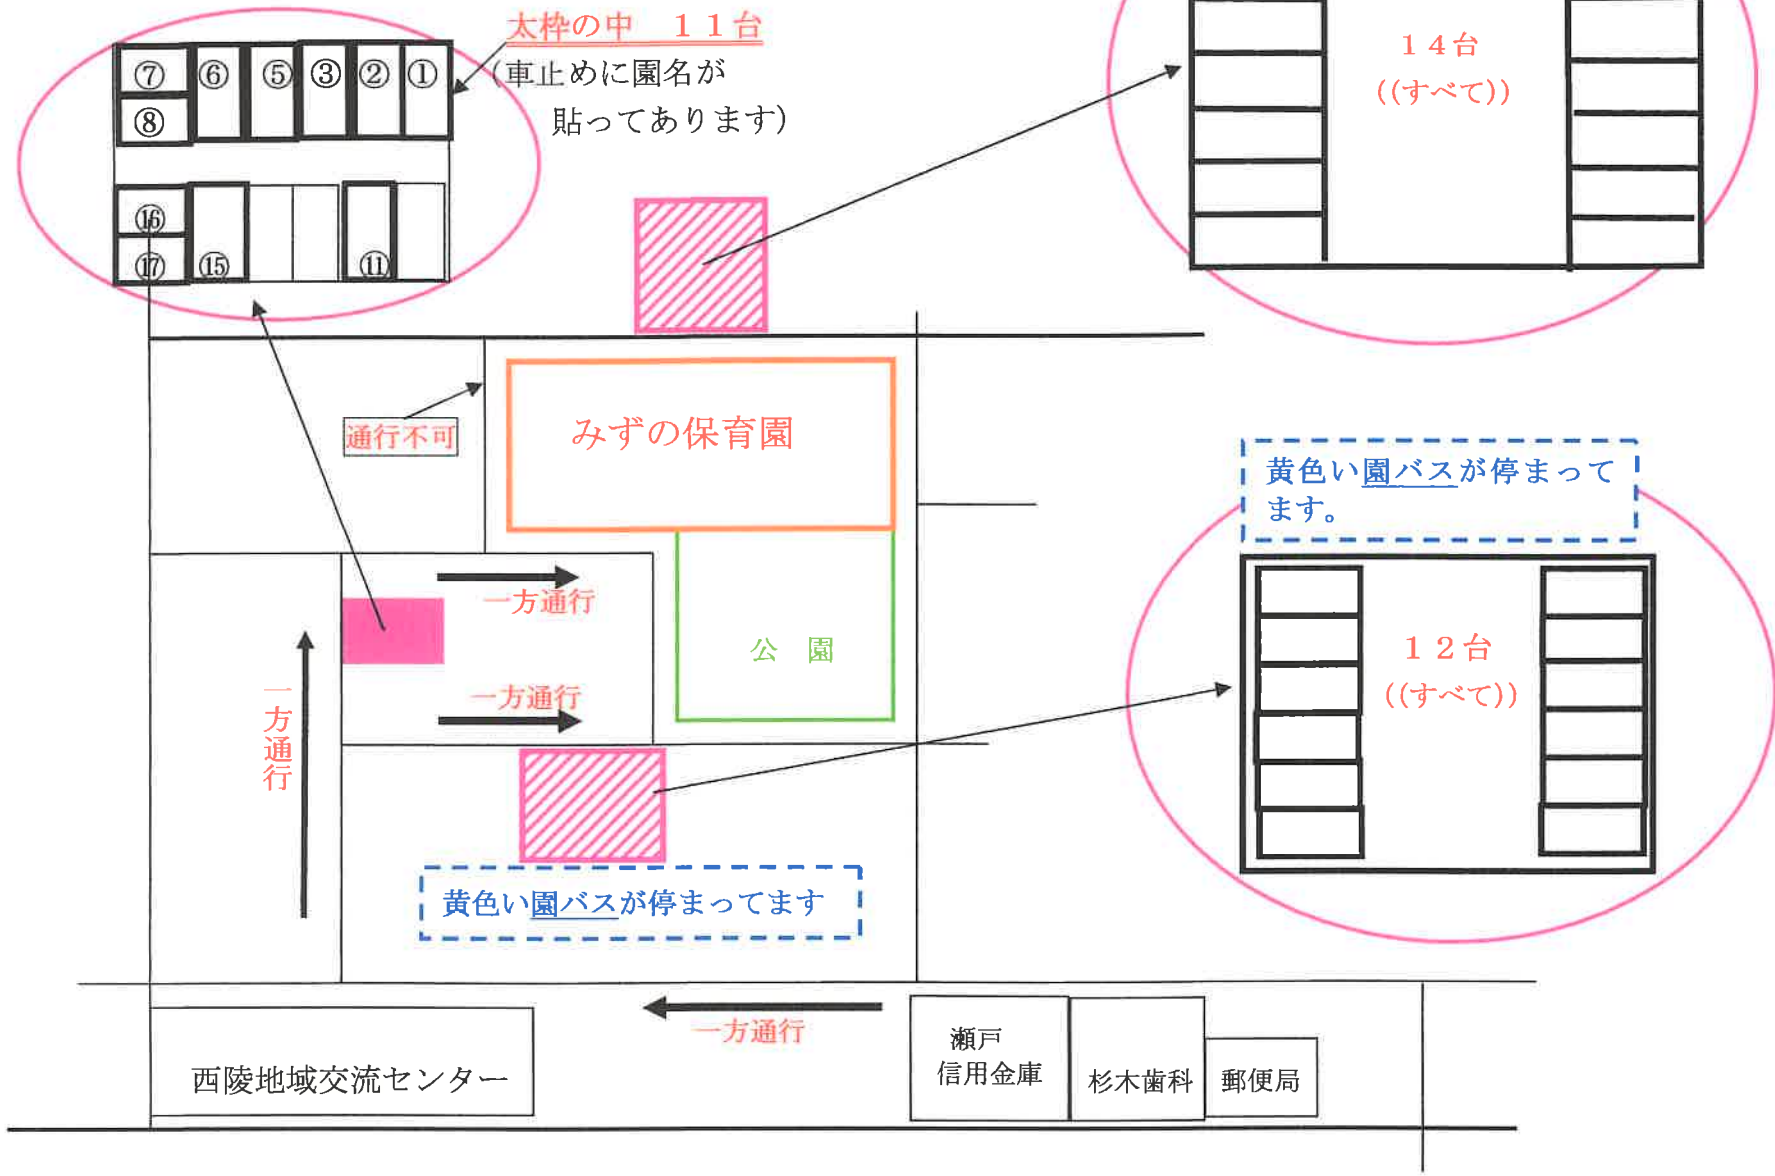 太枠の中 11台
(車止めに園名が
貼ってあります)
⑦ ⑥ ⑤ ③ ② ①
⑧
⑯
⑰ ⑮ ⑪
14台
((すべて))
通行不可
みずの保育園
黄色い園バスが停まって
ます。
一方通行
公 園
12台
((すべて))
一方通行
一方通行
黄色い園バスが停まってます
一方通行
西陵地域交流センター
瀬戸
信用金庫
杉木歯科
郵便局